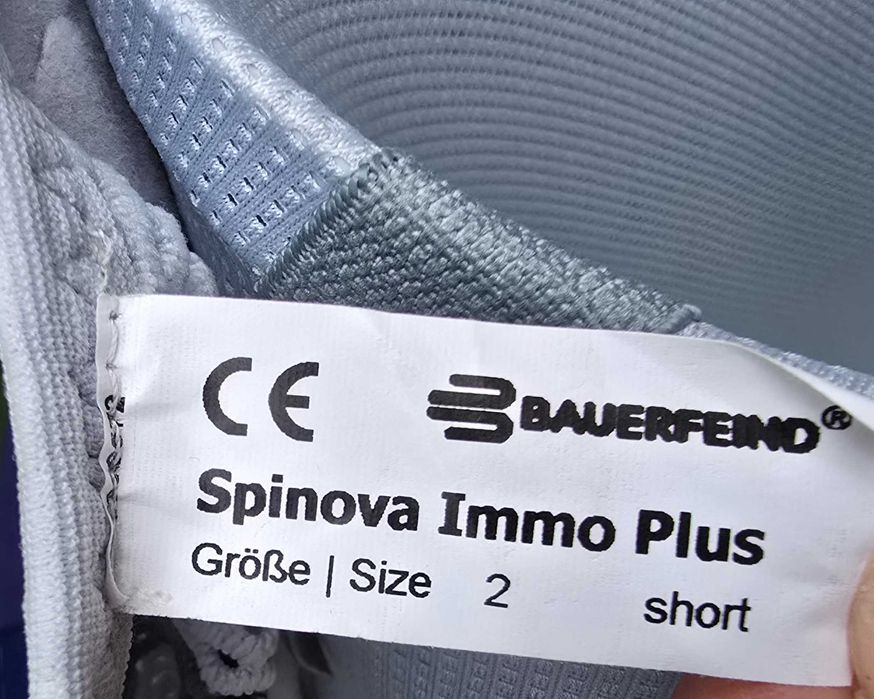 CE BAUERFEIND®
Spinova Immo Plus
Größe | Size 2 short